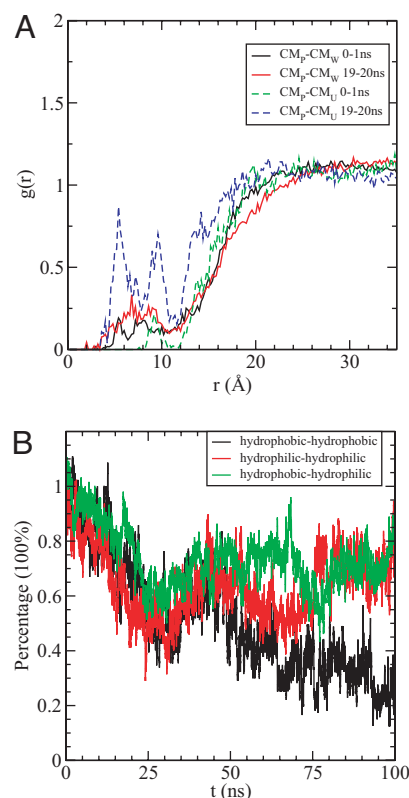 A
CMP-CMW 0-1ns
CMP-CMW 19-20ns
CMP-CMU 0-1ns
CMP-CMU 19-20ns
2
1.5
1
0.5
0
g(r)
0 10 20 30
r (Å)
B
hydrophobic-hydrophobic
hydrophilic-hydrophilic
hydrophobic-hydrophilic
1
0.8
0.6
0.4
0.2
Percentage (100%)
0 25 50 75 100
t (ns)